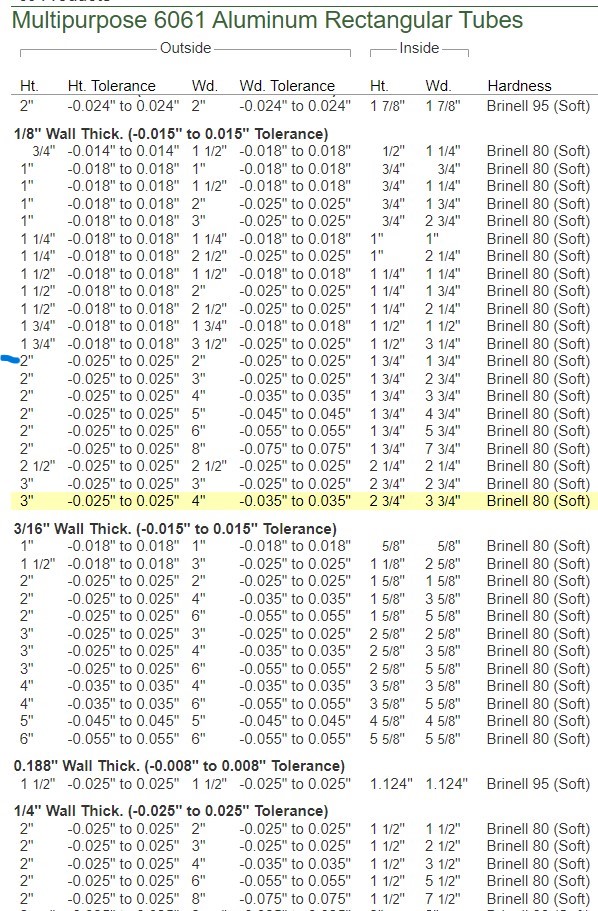 Multipurpose 6061 Aluminum Rectangular Tubes
Outside Inside
Ht. Ht. Tolerance Wd. Wd. Tolerance Ht. Wd. Hardness
2" -0.024" to 0.024" 2" -0.024" to 0.024" 1 7/8" 1 7/8" Brinell 95 (Soft)
1/8" Wall Thick. (-0.015" to 0.015" Tolerance)
3/4" -0.014" to 0.014" 1 1/2" -0.018" to 0.018" 1/2" 1 1/4" Brinell 80 (Soft)
1" -0.018" to 0.018" 1" -0.018" to 0.018" 3/4" 3/4" Brinell 80 (Soft)
1" -0.018" to 0.018" 1 1/2" -0.018" to 0.018" 3/4" 1 1/4" Brinell 80 (Soft)
1" -0.018" to 0.018" 2" -0.025" to 0.025" 3/4" 1 3/4" Brinell 80 (Soft)
1" -0.018" to 0.018" 3" -0.025" to 0.025" 3/4" 2 3/4" Brinell 80 (Soft)
1 1/4" -0.018" to 0.018" 1 1/4" -0.018" to 0.018" 1" 1" Brinell 80 (Soft)
1 1/4" -0.018" to 0.018" 2 1/2" -0.025" to 0.025" 1" 2 1/4" Brinell 80 (Soft)
1 1/2" -0.018" to 0.018" 1 1/2" -0.018" to 0.018" 1 1/4" 1 1/4" Brinell 80 (Soft)
1 1/2" -0.018" to 0.018" 2" -0.025" to 0.025" 1 1/4" 1 3/4" Brinell 80 (Soft)
1 1/2" -0.018" to 0.018" 2 1/2" -0.025" to 0.025" 1 1/4" 2 1/4" Brinell 80 (Soft)
1 3/4" -0.018" to 0.018" 1 3/4" -0.018" to 0.018" 1 1/2" 1 1/2" Brinell 80 (Soft)
1 3/4" -0.018" to 0.018" 3 1/2" -0.025" to 0.025" 1 1/2" 3 1/4" Brinell 80 (Soft)
2" -0.025" to 0.025" 2" -0.025" to 0.025" 1 3/4" 1 3/4" Brinell 80 (Soft)
2" -0.025" to 0.025" 3" -0.025" to 0.025" 1 3/4" 2 3/4" Brinell 80 (Soft)
2" -0.025" to 0.025" 4" -0.035" to 0.035" 1 3/4" 3 3/4" Brinell 80 (Soft)
2" -0.025" to 0.025" 5" -0.045" to 0.045" 1 3/4" 4 3/4" Brinell 80 (Soft)
2" -0.025" to 0.025" 6" -0.055" to 0.055" 1 3/4" 5 3/4" Brinell 80 (Soft)
2" -0.025" to 0.025" 8" -0.075" to 0.075" 1 3/4" 7 3/4" Brinell 80 (Soft)
2 1/2" -0.025" to 0.025" 2 1/2" -0.025" to 0.025" 2 1/4" 2 1/4" Brinell 80 (Soft)
3" -0.025" to 0.025" 3" -0.025" to 0.025" 2 3/4" 2 3/4" Brinell 80 (Soft)
3" -0.025" to 0.025" 4" -0.035" to 0.035" 2 3/4" 3 3/4" Brinell 80 (Soft)
3/16" Wall Thick. (-0.015" to 0.015" Tolerance)
1" -0.018" to 0.018" 1" -0.018" to 0.018" 5/8" 5/8" Brinell 80 (Soft)
1 1/2" -0.018" to 0.018" 3" -0.025" to 0.025" 1 1/8" 2 5/8" Brinell 80 (Soft)
2" -0.025" to 0.025" 2" -0.025" to 0.025" 1 5/8" 1 5/8" Brinell 80 (Soft)
2" -0.025" to 0.025" 4" -0.035" to 0.035" 1 5/8" 3 5/8" Brinell 80 (Soft)
2" -0.025" to 0.025" 6" -0.055" to 0.055" 1 5/8" 5 5/8" Brinell 80 (Soft)
3" -0.025" to 0.025" 3" -0.025" to 0.025" 2 5/8" 2 5/8" Brinell 80 (Soft)
3" -0.025" to 0.025" 4" -0.035" to 0.035" 2 5/8" 3 5/8" Brinell 80 (Soft)
3" -0.025" to 0.025" 6" -0.055" to 0.055" 2 5/8" 5 5/8" Brinell 80 (Soft)
4" -0.035" to 0.035" 4" -0.035" to 0.035" 3 5/8" 3 5/8" Brinell 80 (Soft)
4" -0.035" to 0.035" 6" -0.055" to 0.055" 3 5/8" 5 5/8" Brinell 80 (Soft)
5" -0.045" to 0.045" 5" -0.045" to 0.045" 4 5/8" 4 5/8" Brinell 80 (Soft)
6" -0.055" to 0.055" 6" -0.055" to 0.055" 5 5/8" 5 5/8" Brinell 80 (Soft)
0.188" Wall Thick. (-0.008" to 0.008" Tolerance)
1 1/2" -0.025" to 0.025" 1 1/2" -0.025" to 0.025" 1.124" 1.124" Brinell 95 (Soft)
1/4" Wall Thick. (-0.025" to 0.025" Tolerance)
2" -0.025" to 0.025" 2" -0.025" to 0.025" 1 1/2" 1 1/2" Brinell 80 (Soft)
2" -0.025" to 0.025" 3" -0.025" to 0.025" 1 1/2" 2 1/2" Brinell 80 (Soft)
2" -0.025" to 0.025" 4" -0.035" to 0.035" 1 1/2" 3 1/2" Brinell 80 (Soft)
2" -0.025" to 0.025" 6" -0.055" to 0.055" 1 1/2" 5 1/2" Brinell 80 (Soft)
2" -0.025" to 0.025" 8" -0.075" to 0.075" 1 1/2" 7 1/2" Brinell 80 (Soft)